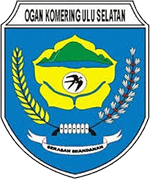 OGAN KOMERING ULU SELATAN
SERASAN SEANDANAN